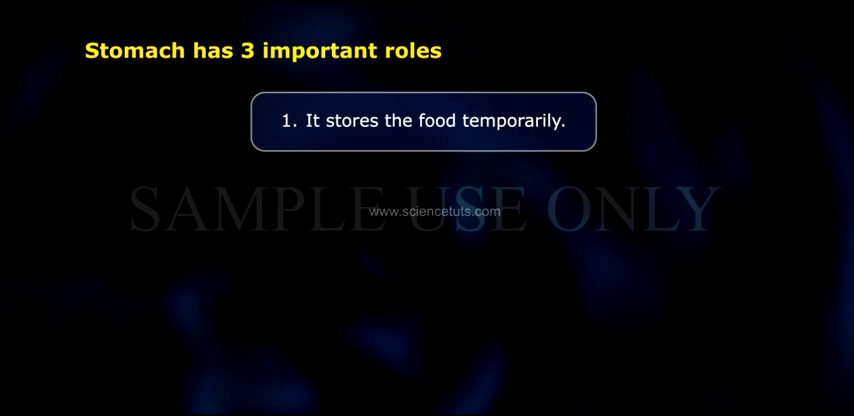 Stomach has 3 important roles
1. It stores the food temporarily.
SAMPLE USE ONLY
www.sciencetuts.com